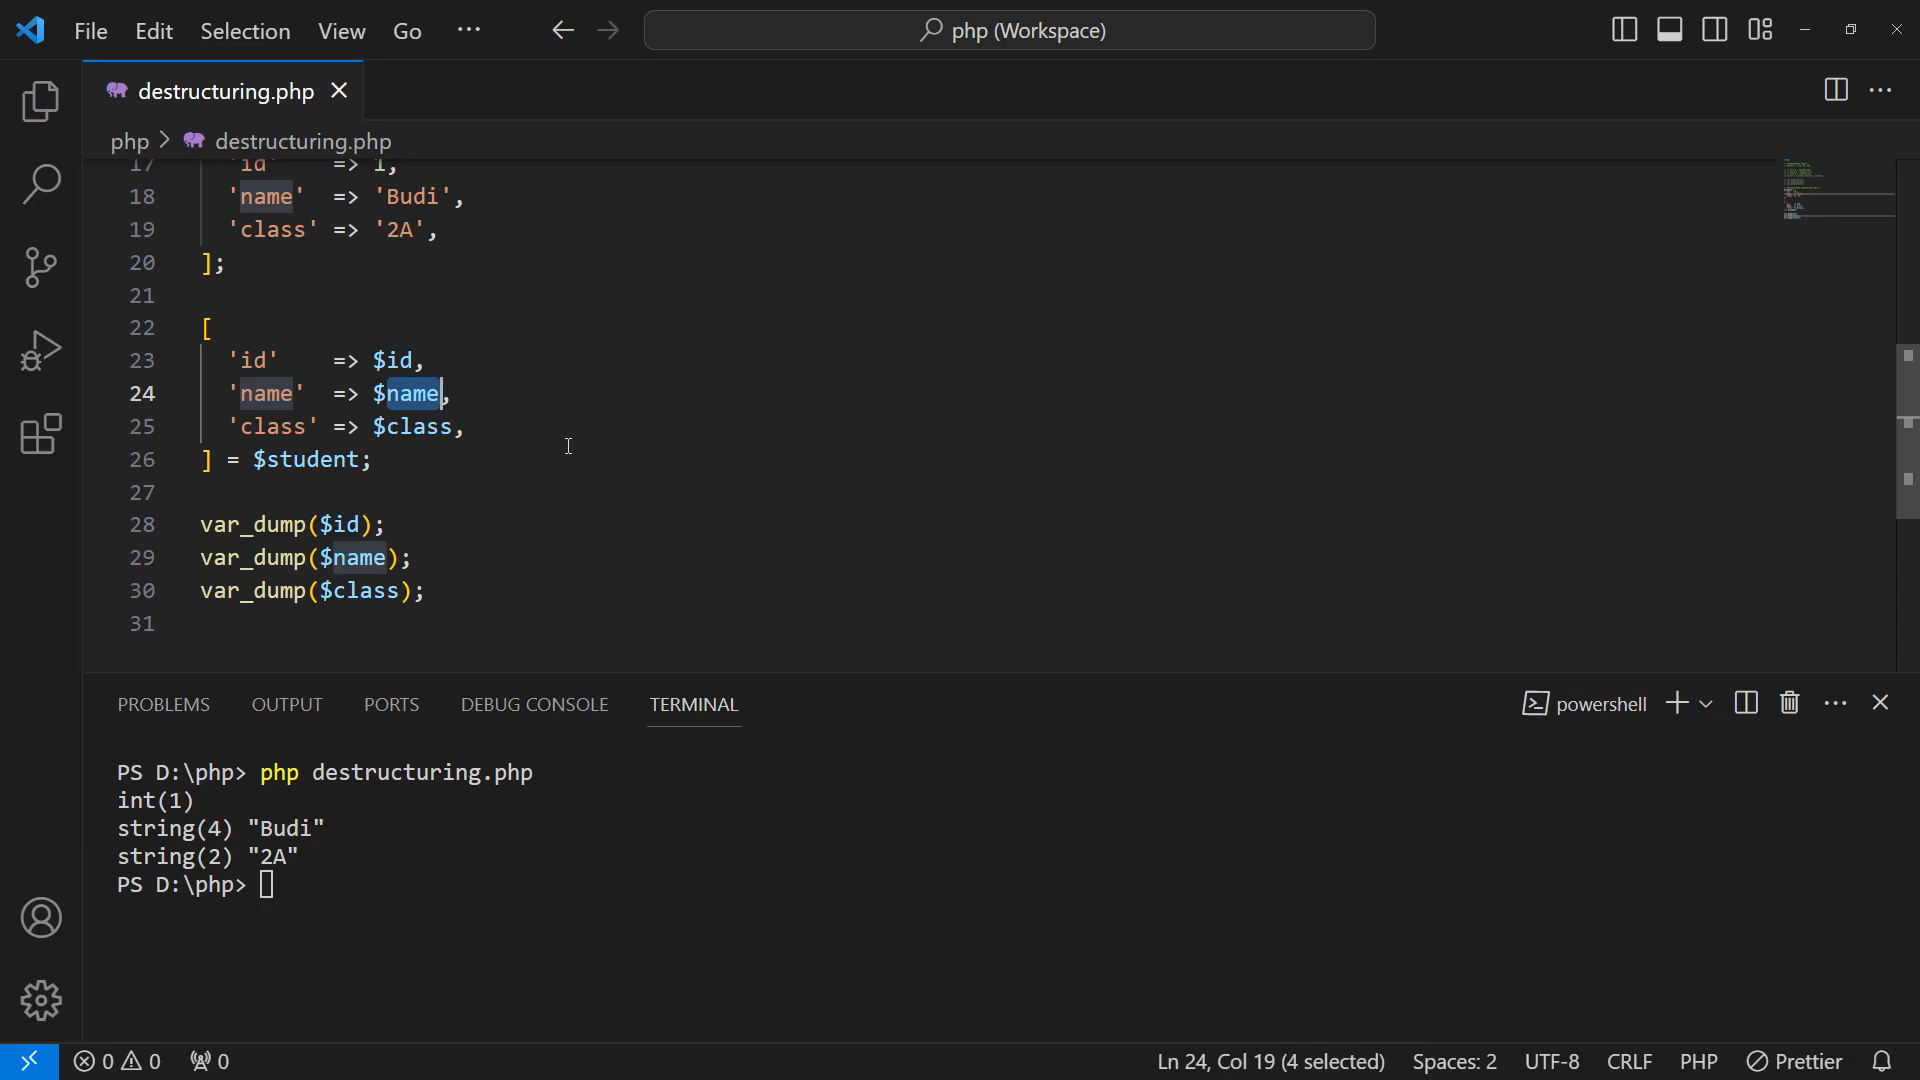 File Edit Selection View Go ··· php (Workspace)
destructuring.php
php > destructuring.php
17 'id' => 1,
18 'name' => 'Budi',
19 'class' => '2A',
20 ];
21
22 [
23 'id' => $id,
24 'name' => $name,
25 'class' => $class,
26 ] = $student;
27
28 var_dump($id);
29 var_dump($name);
30 var_dump($class);
31
PROBLEMS OUTPUT PORTS DEBUG CONSOLE TERMINAL powershell
PS D:\php> php destructuring.php
int(1)
string(4) "Budi"
string(2) "2A"
PS D:\php>
0 0 0 Ln 24, Col 19 (4 selected) Spaces: 2 UTF-8 CRLF PHP Prettier